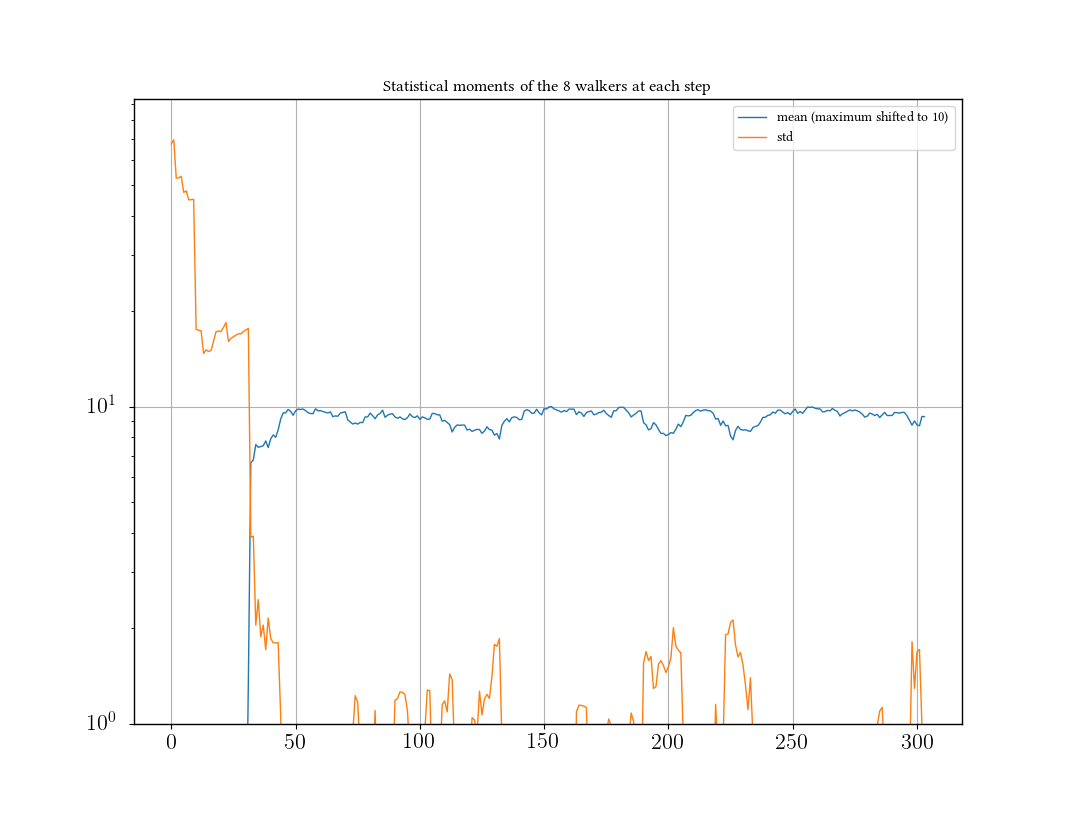 Statistical moments of the 8 walkers at each step
mean (maximum shifted to 10)
std
10¹
10⁰
0 50 100 150 200 250 300